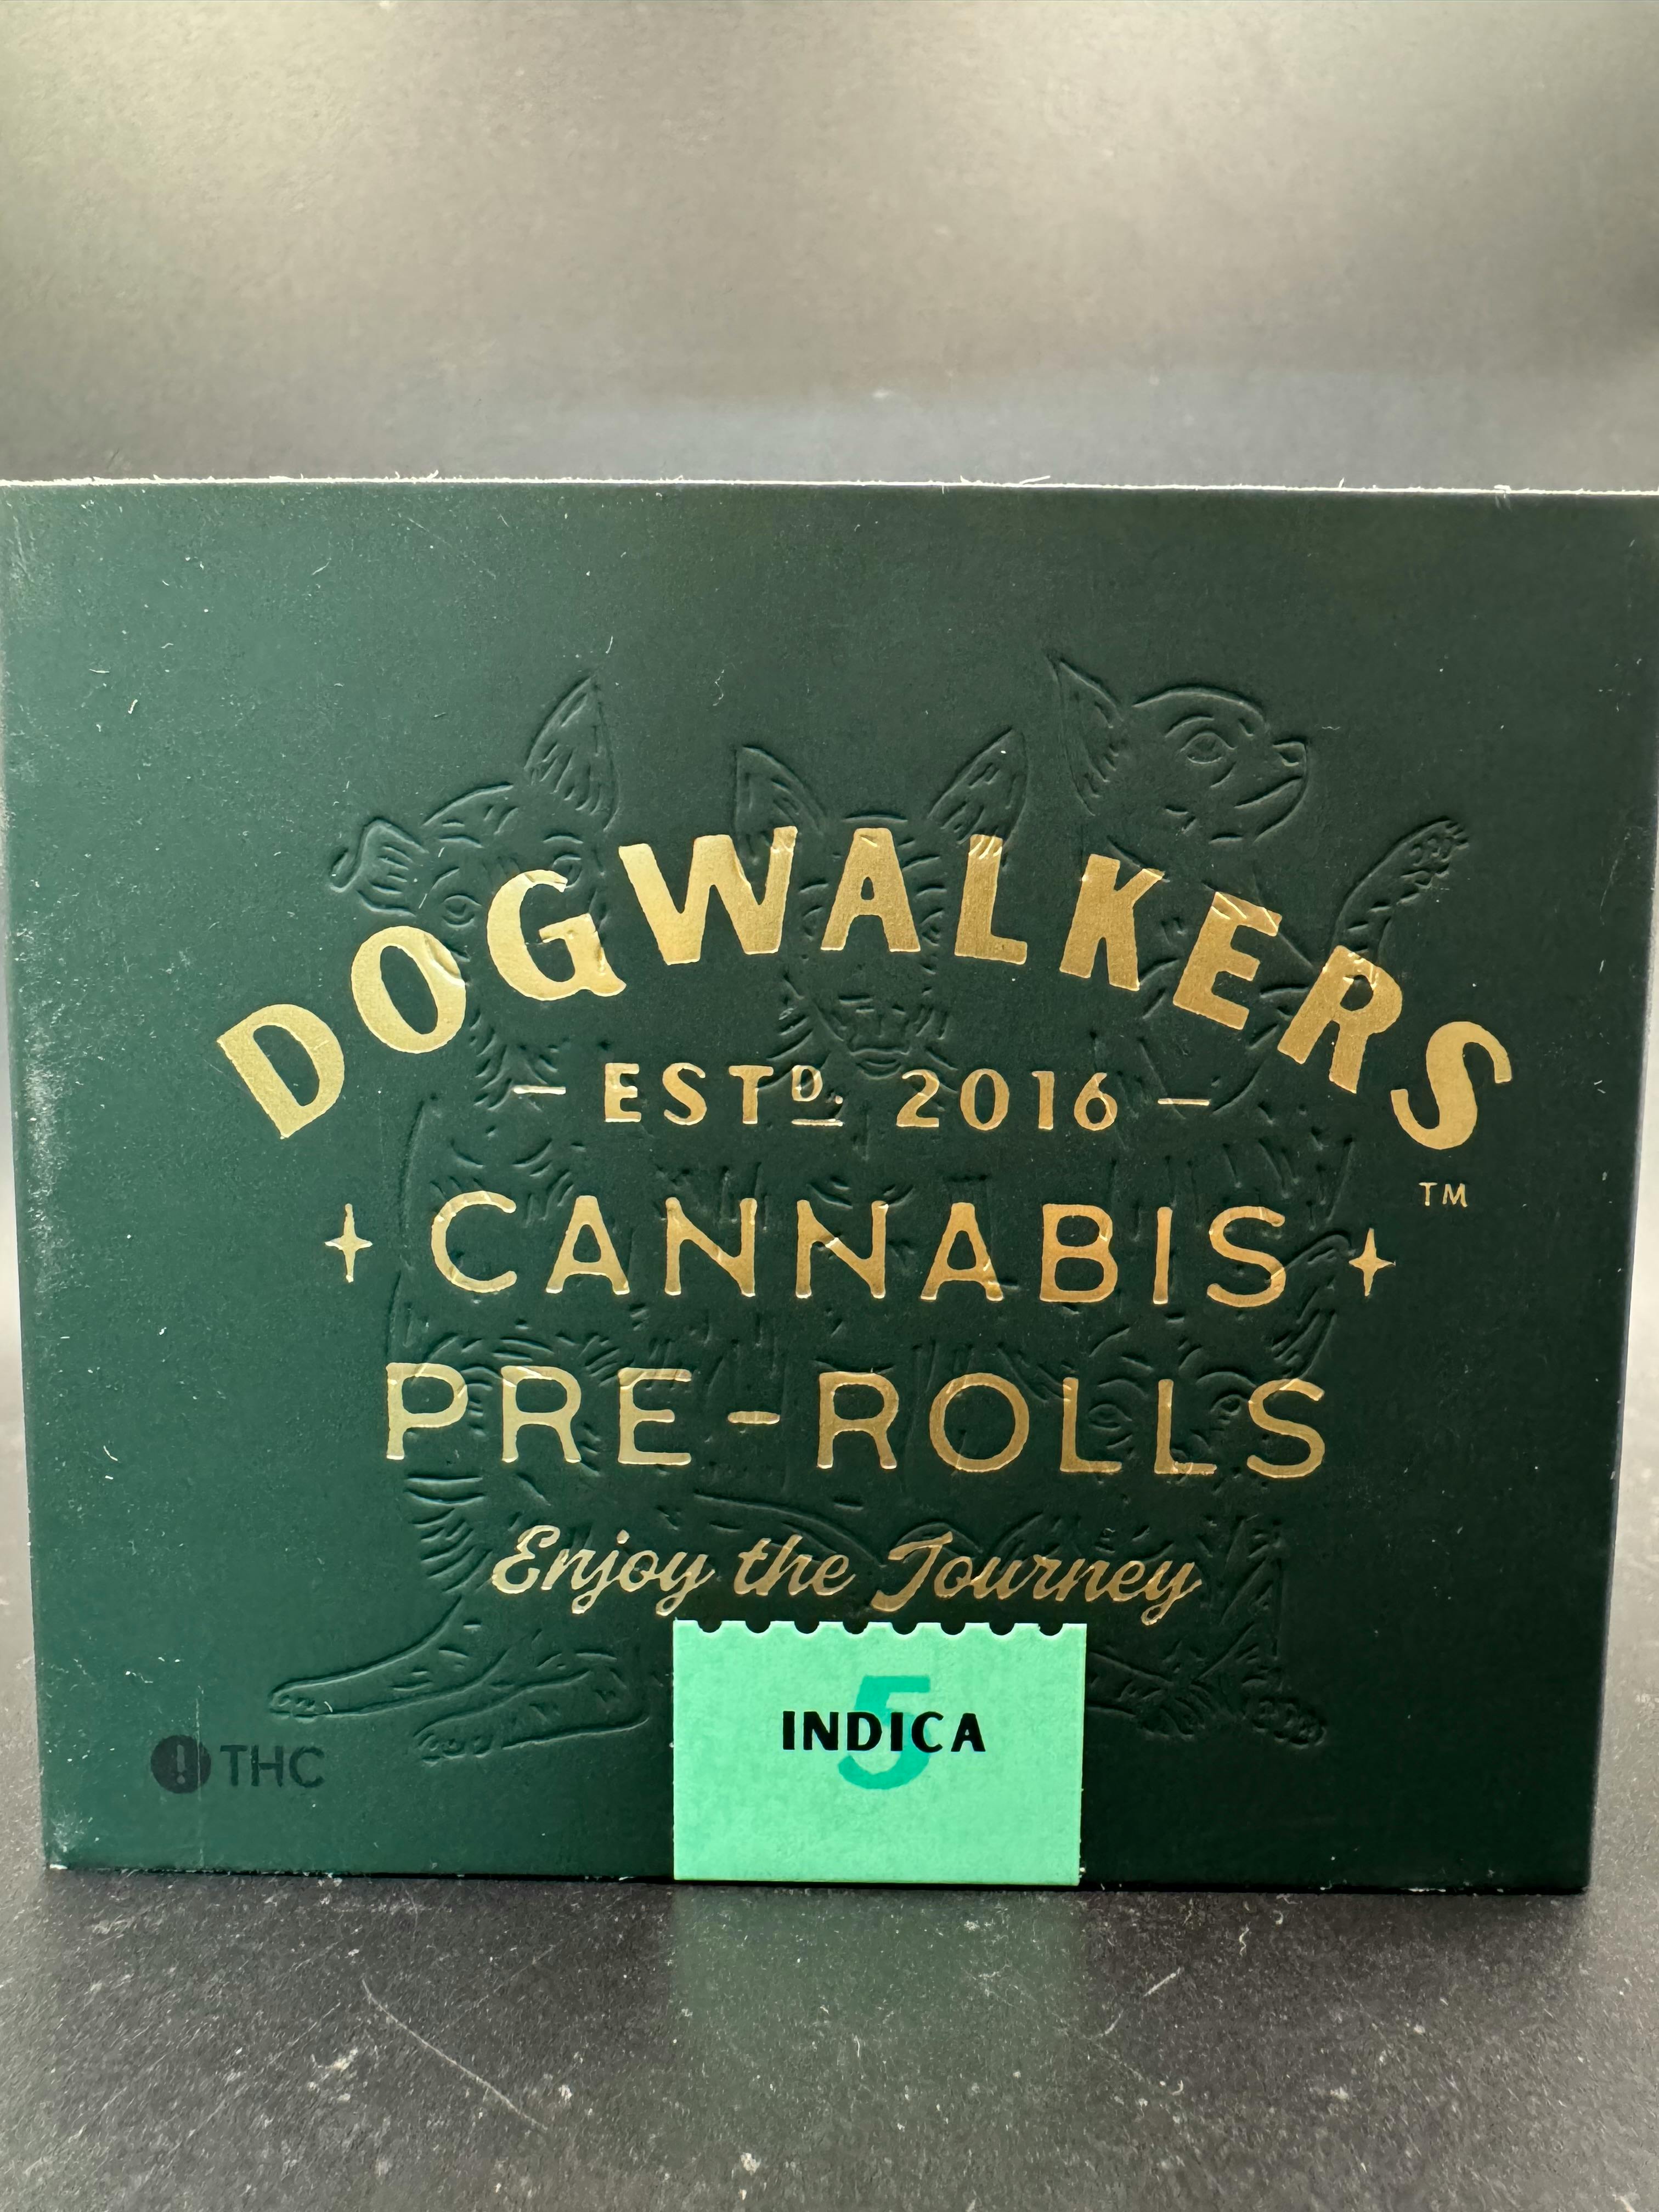 DOGWALKERS
TM
- ESTD. 2016 -
CANNABIS
PRE-ROLLS
Enjoy the Journey
5
INDICA
! THC